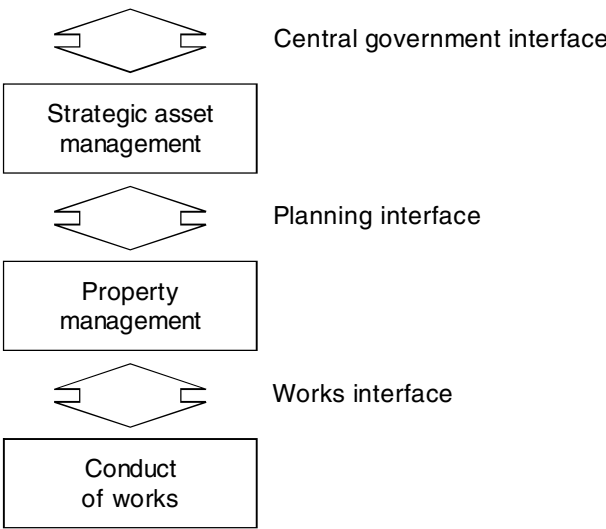 Central government interface
Strategic asset
management
Planning interface
Property
management
Works interface
Conduct
of works